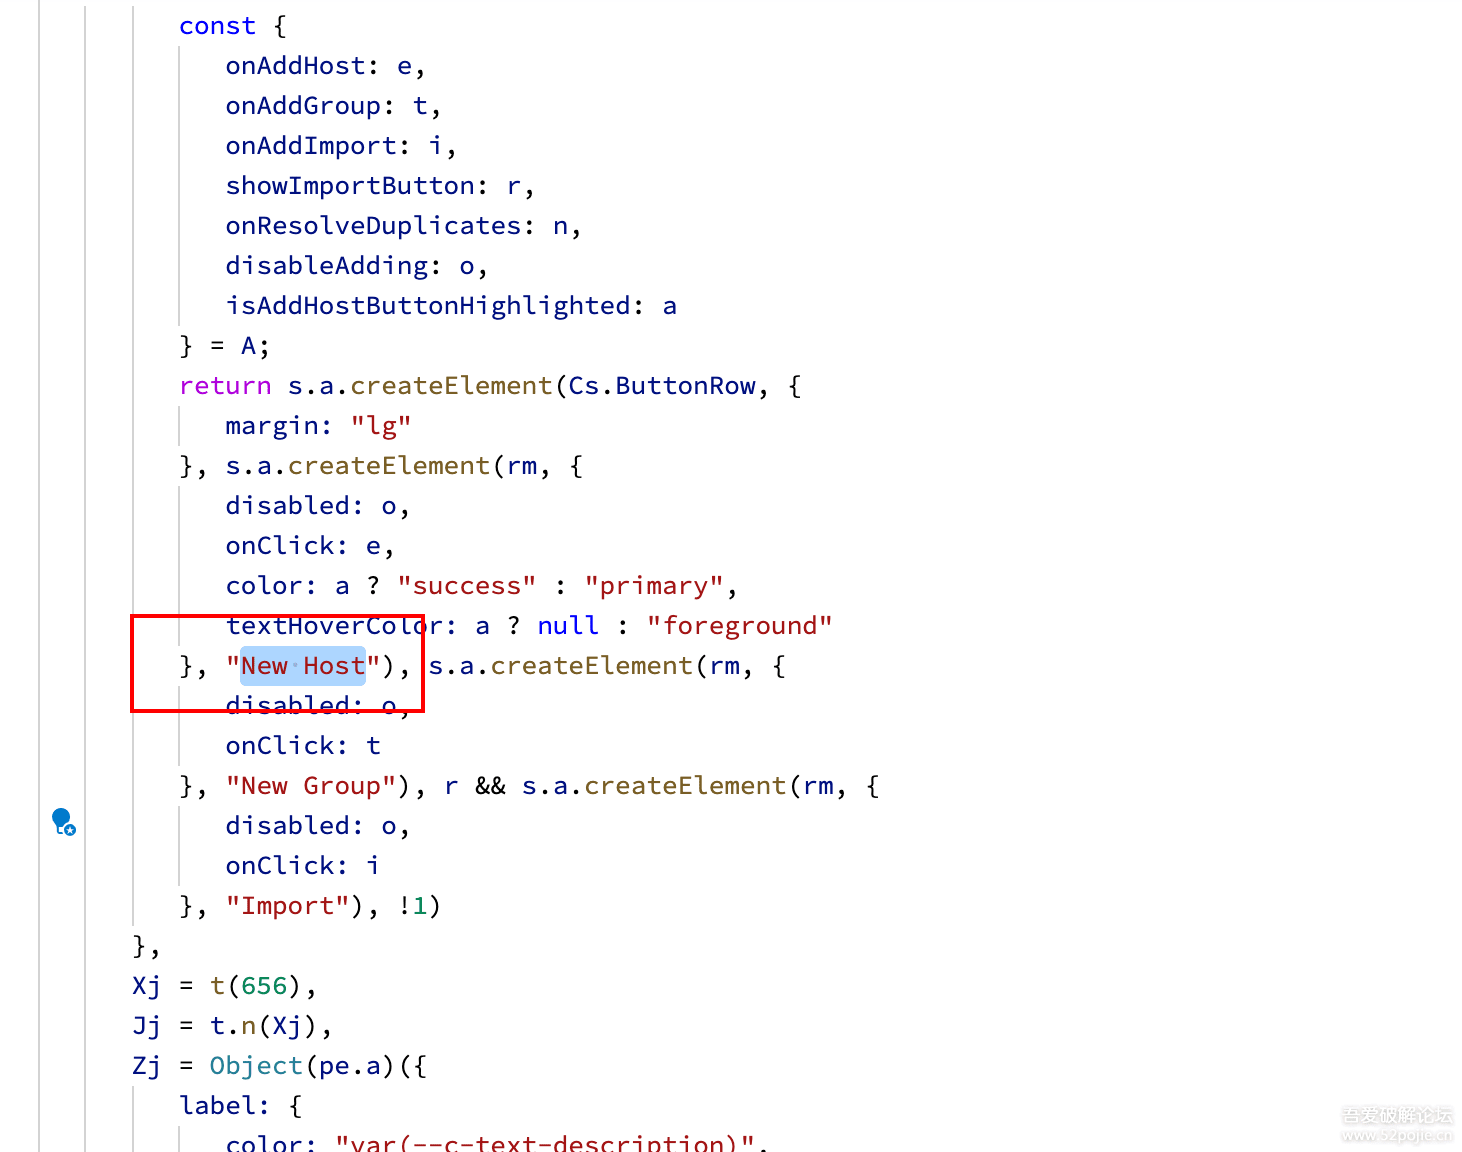 const {
onAddHost: e,
onAddGroup: t,
onAddImport: i,
showImportButton: r,
onResolveDuplicates: n,
disableAdding: o,
isAddHostButtonHighlighted: a
} = A;
return s.a.createElement(Cs.ButtonRow, {
margin: "lg"
}, s.a.createElement(rm, {
disabled: o,
onClick: e,
color: a ? "success" : "primary",
textHoverColor: a ? null : "foreground"
}, "New·Host"), s.a.createElement(rm, {
disabled: o,
onClick: t
}, "New Group"), r && s.a.createElement(rm, {
disabled: o,
onClick: i
}, "Import"), !1)
},
Xj = t(656),
Jj = t.n(Xj),
Zj = Object(pe.a)({
label: {
color: "var(--c-text-description)",
吾爱破解论坛
www.52pojie.cn